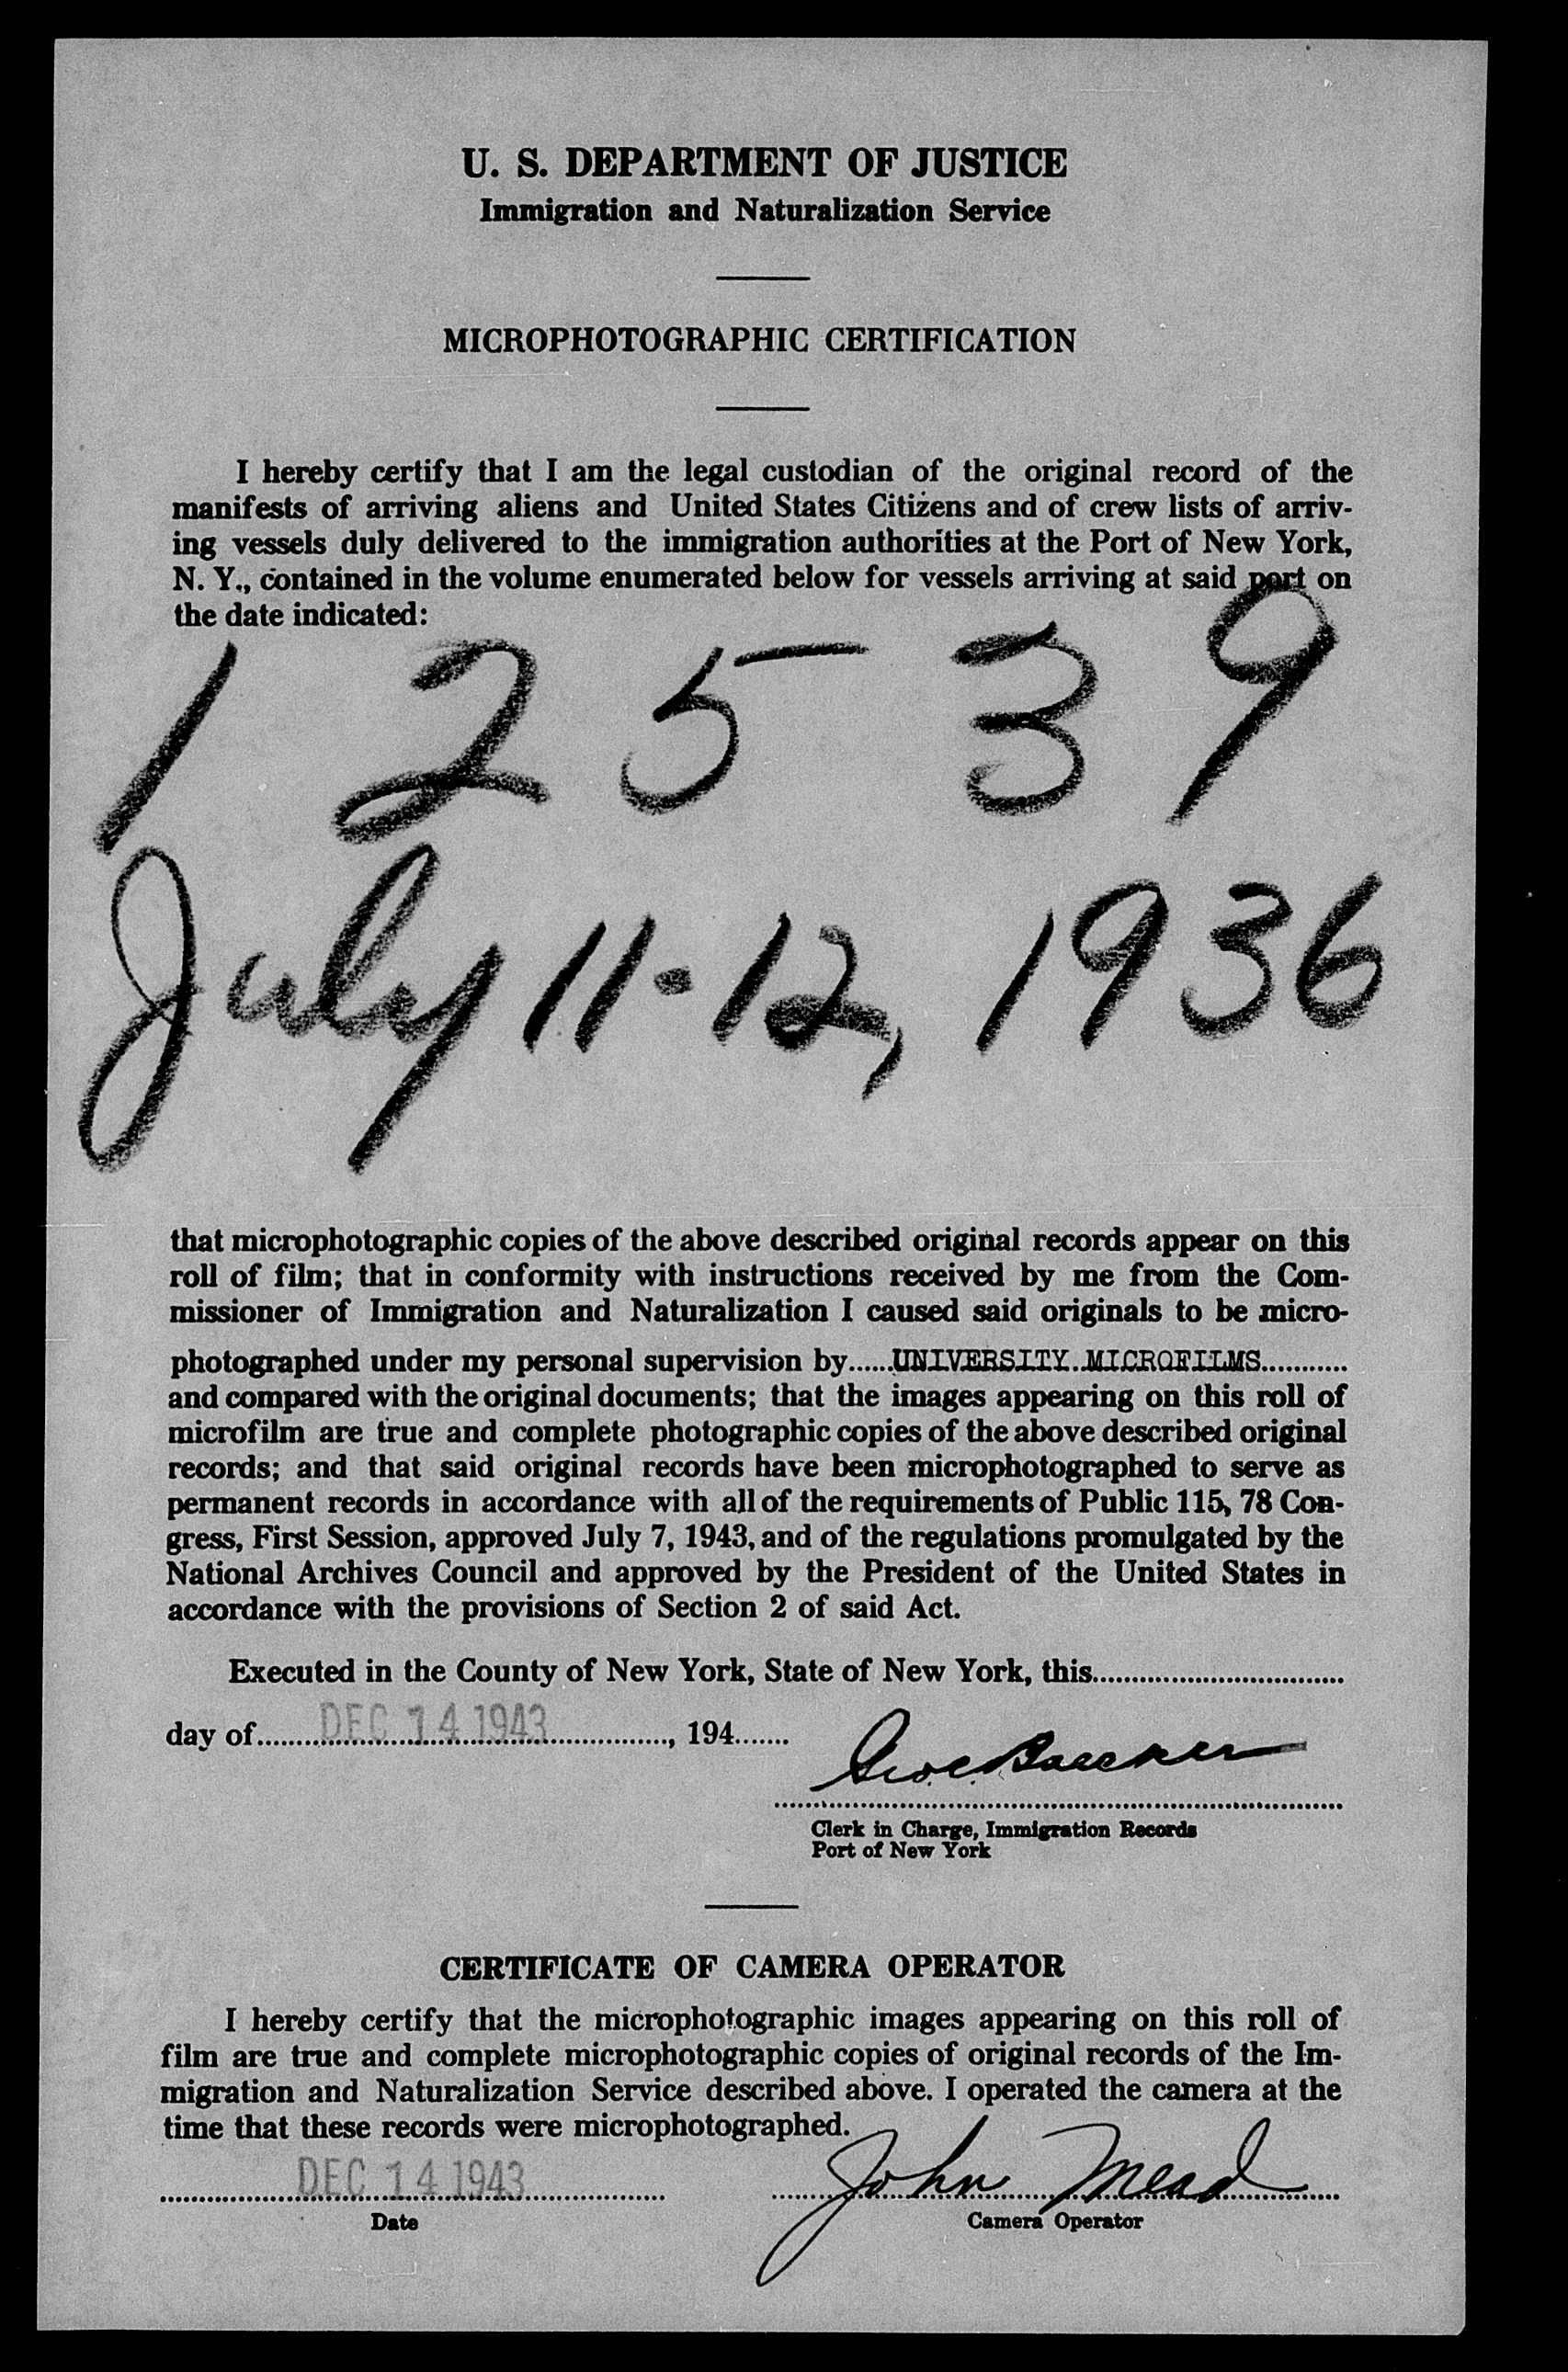 U. S. DEPARTMENT OF JUSTICE
Immigration and Naturalization Service
MICROPHOTOGRAPHIC CERTIFICATION
I hereby certify that I am the legal custodian of the original record of the
manifests of arriving aliens and United States Citizens and of crew lists of arriv-
ing vessels duly delivered to the immigration authorities at the Port of New York,
N. Y., contained in the volume enumerated below for vessels arriving at said port on
the date indicated:
1 2 5 3 9
July 11-12, 1936
that microphotographic copies of the above described original records appear on this
roll of film; that in conformity with instructions received by me from the Com-
missioner of Immigration and Naturalization I caused said originals to be micro-
photographed under my personal supervision by......UNIVERSITY MICROFILMS...........
and compared with the original documents; that the images appearing on this roll of
microfilm are true and complete photographic copies of the above described original
records; and that said original records have been microphotographed to serve as
permanent records in accordance with all of the requirements of Public 115, 78 Con-
gress, First Session, approved July 7, 1943, and of the regulations promulgated by the
National Archives Council and approved by the President of the United States in
accordance with the provisions of Section 2 of said Act.
Executed in the County of New York, State of New York, this................................
day of........DEC 14 1943................, 194.......
Clerk in Charge, Immigration Records
Port of New York
CERTIFICATE OF CAMERA OPERATOR
I hereby certify that the microphotographic images appearing on this roll of
film are true and complete microphotographic copies of original records of the Im-
migration and Naturalization Service described above. I operated the camera at the
time that these records were microphotographed.
DEC 14 1943 John Mead
Date Camera Operator